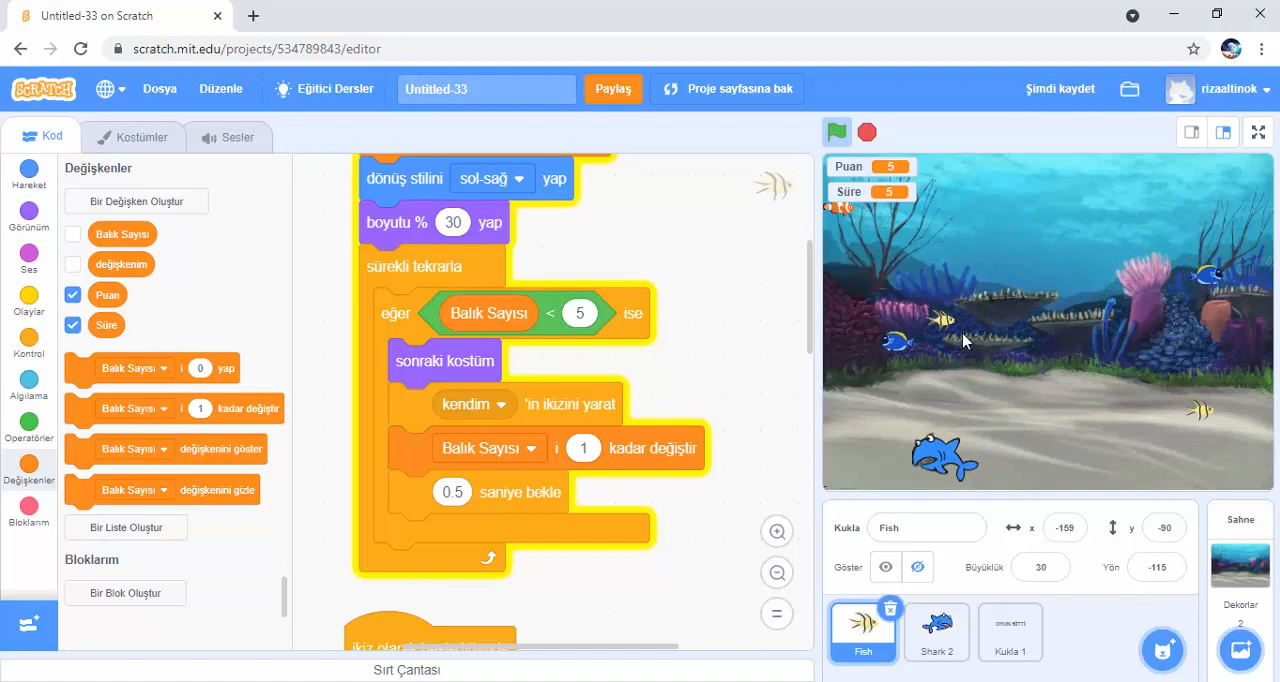 Untitled-33 on Scratch
scratch.mit.edu/projects/534789843/editor
SCRATCH
Dosya
Düzenle
Eğitici Dersler
Untitled-33
Paylaş
Proje sayfasına bak
Şimdi kaydet
rizaaltinok
Kod
Kostümler
Sesler
Hareket
Görünüm
Ses
Olaylar
Kontrol
Algılama
Operatörler
Değişkenler
Bloklarım
Değişkenler
Bir Değişken Oluştur
Balık Sayısı
değişkenim
Puan
Süre
Balık Sayısı i 0 yap
Balık Sayısı i 1 kadar değiştir
Balık Sayısı değişkenini göster
Balık Sayısı değişkenini gizle
Bir Liste Oluştur
Bloklarım
Bir Blok Oluştur
dönüş stilini sol-sağ yap
boyutu % 30 yap
sürekli tekrarla
eğer Balık Sayısı < 5 ise
sonraki kostüm
kendim 'in ikizini yarat
Balık Sayısı i 1 kadar değiştir
0.5 saniye bekle
Sırt Çantası
Puan 5
Süre 5
Kukla Fish x -159 y -90
Göster Büyüklük 30 Yön -115
Fish
Shark 2
OYUN BİTTİ
Kukla 1
Sahne
Dekorlar
2